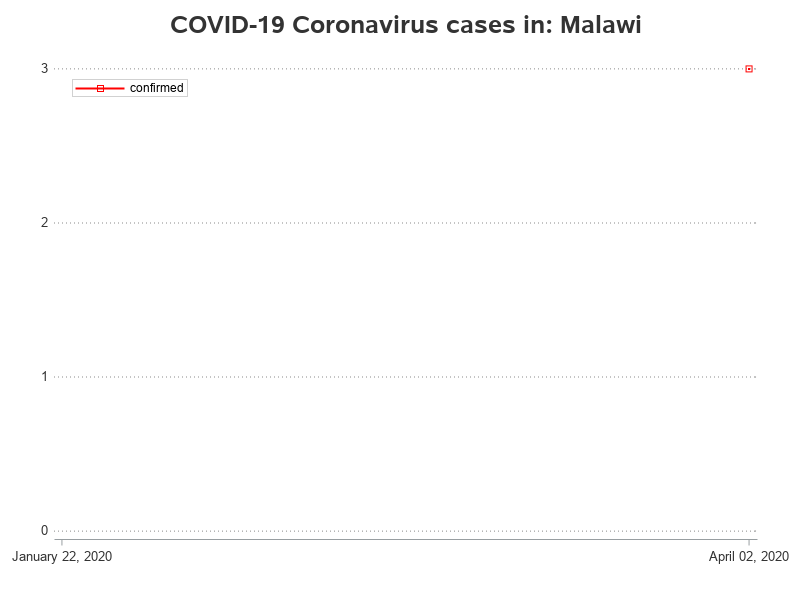 COVID-19 Coronavirus cases in: Malawi
3
confirmed
2
1
0
January 22, 2020
April 02, 2020